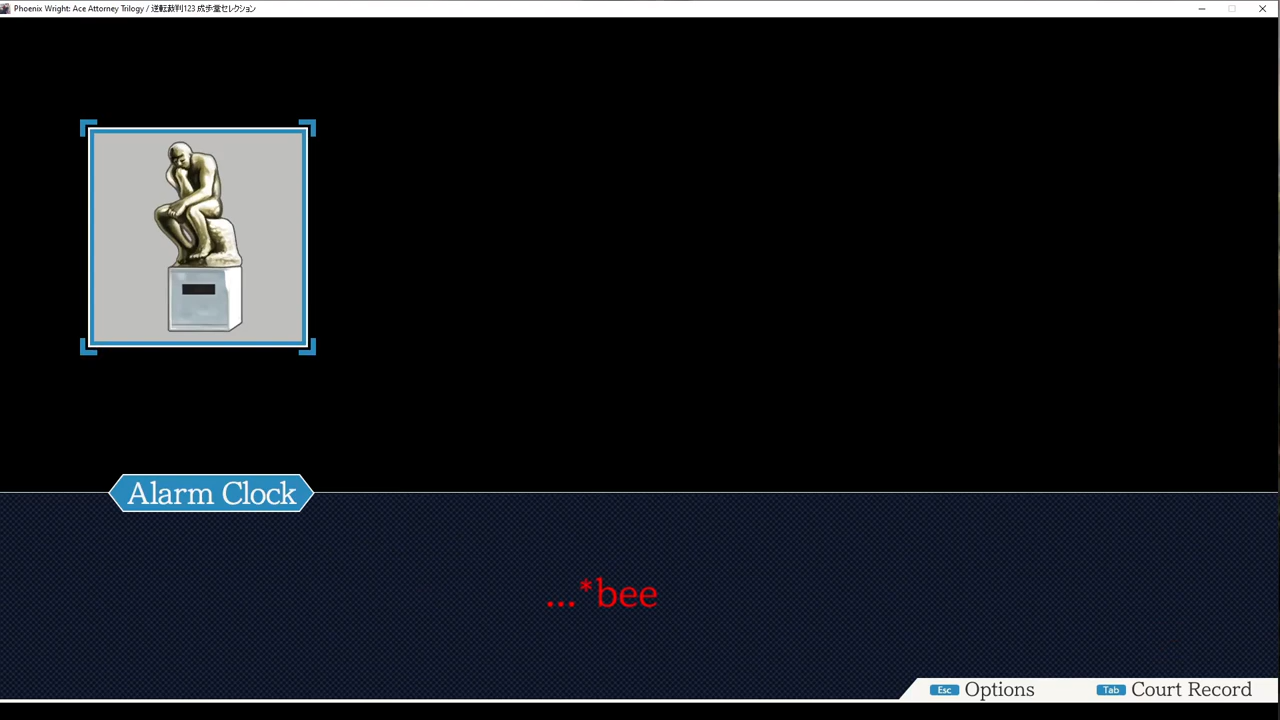 Phoenix Wright: Ace Attorney Trilogy / 逆転裁判123 成歩堂セレクション
Alarm Clock
...*bee
Esc Options Tab Court Record